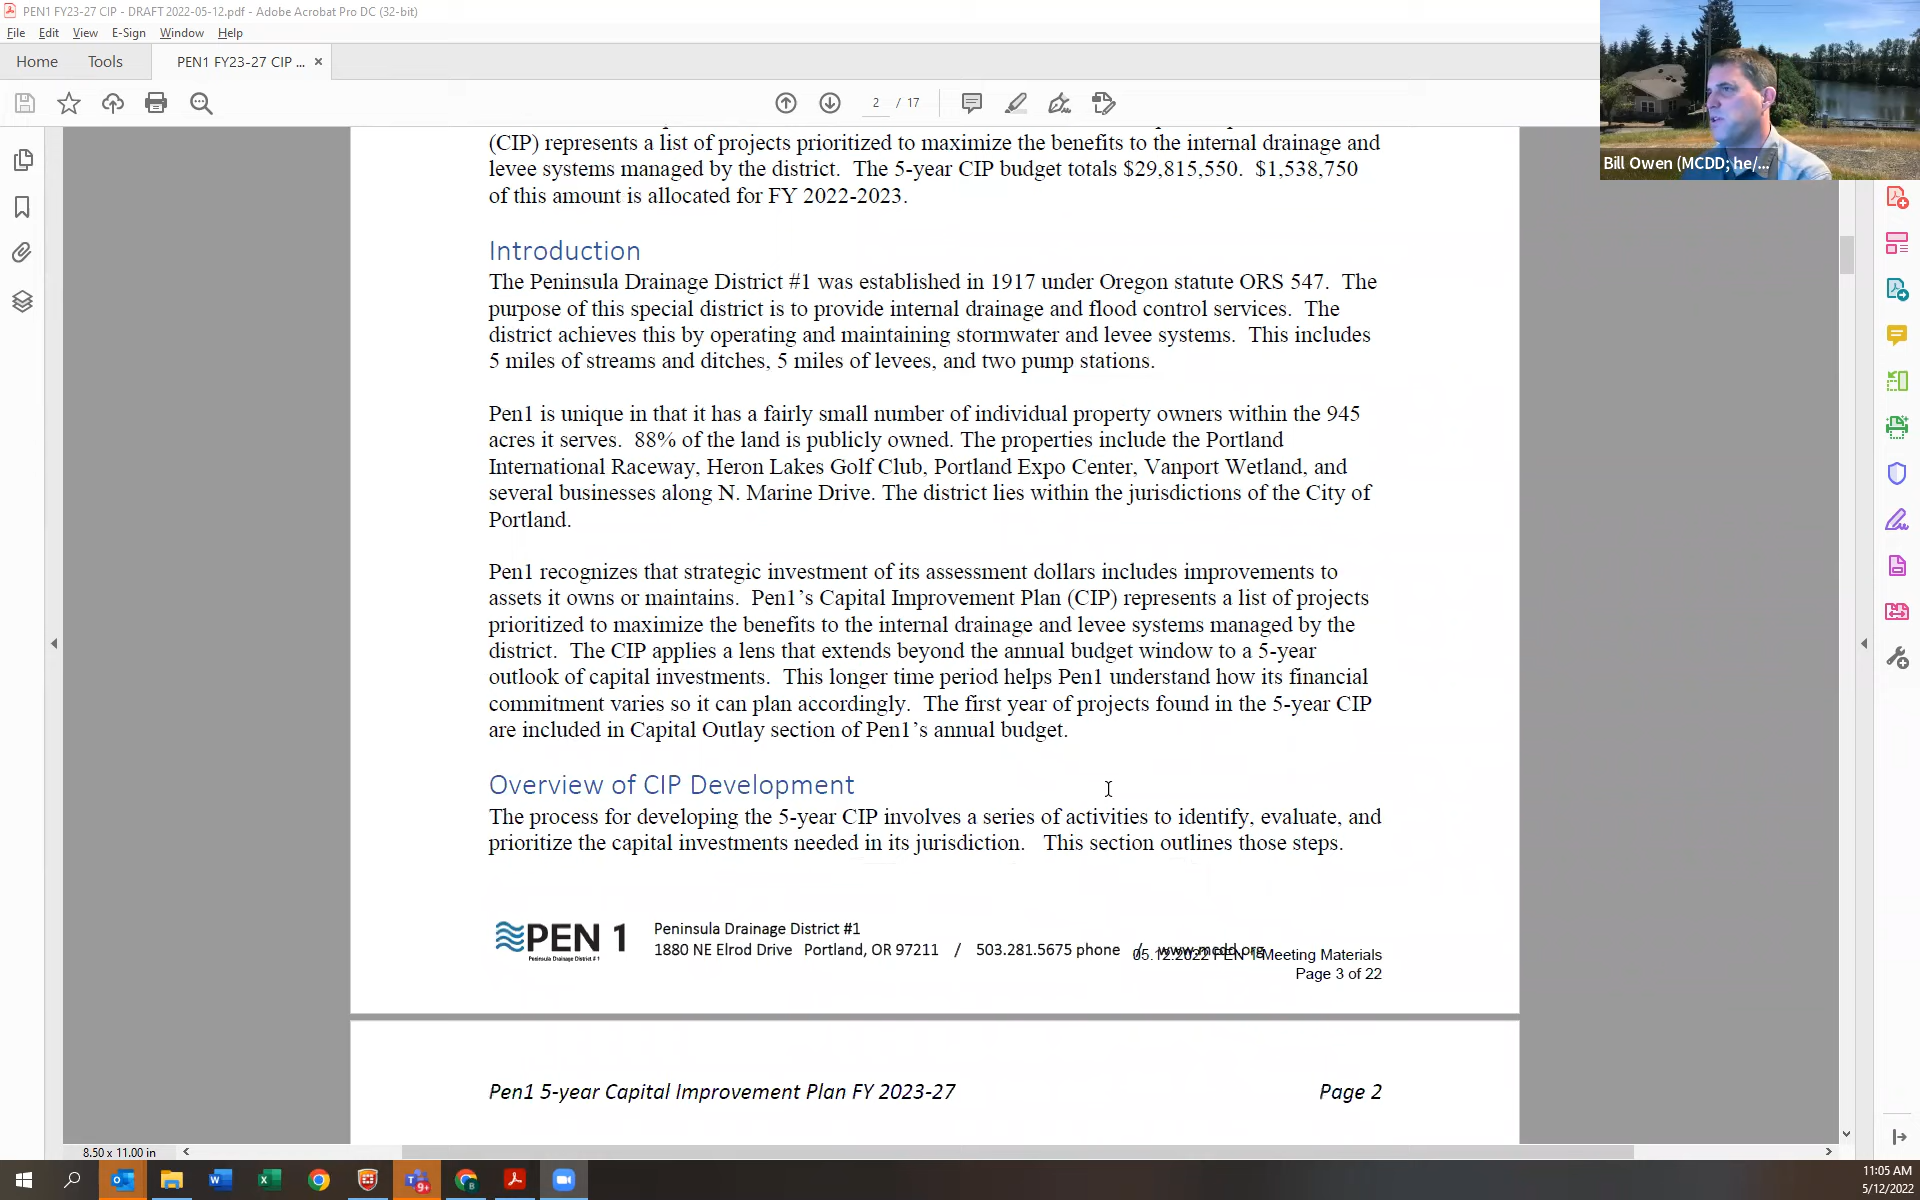 PEN1 FY23-27 CIP - DRAFT 2022-05-12.pdf - Adobe Acrobat Pro DC (32-bit)
File Edit View E-Sign Window Help
Home Tools PEN1 FY23-27 CIP ... ×
2 / 17
Bill Owen (MCDD; he/...
(CIP) represents a list of projects prioritized to maximize the benefits to the internal drainage and
levee systems managed by the district. The 5-year CIP budget totals $29,815,550. $1,538,750
of this amount is allocated for FY 2022-2023.
Introduction
The Peninsula Drainage District #1 was established in 1917 under Oregon statute ORS 547. The
purpose of this special district is to provide internal drainage and flood control services. The
district achieves this by operating and maintaining stormwater and levee systems. This includes
5 miles of streams and ditches, 5 miles of levees, and two pump stations.
Pen1 is unique in that it has a fairly small number of individual property owners within the 945
acres it serves. 88% of the land is publicly owned. The properties include the Portland
International Raceway, Heron Lakes Golf Club, Portland Expo Center, Vanport Wetland, and
several businesses along N. Marine Drive. The district lies within the jurisdictions of the City of
Portland.
Pen1 recognizes that strategic investment of its assessment dollars includes improvements to
assets it owns or maintains. Pen1’s Capital Improvement Plan (CIP) represents a list of projects
prioritized to maximize the benefits to the internal drainage and levee systems managed by the
district. The CIP applies a lens that extends beyond the annual budget window to a 5-year
outlook of capital investments. This longer time period helps Pen1 understand how its financial
commitment varies so it can plan accordingly. The first year of projects found in the 5-year CIP
are included in Capital Outlay section of Pen1’s annual budget.
Overview of CIP Development
The process for developing the 5-year CIP involves a series of activities to identify, evaluate, and
prioritize the capital investments needed in its jurisdiction. This section outlines those steps.
PEN 1
Peninsula Drainage District #1
Peninsula Drainage District #1
1880 NE Elrod Drive Portland, OR 97211 / 503.281.5675 phone / www.mcdd.org
05.12.2022 PEN 1 Meeting Materials
Page 3 of 22
Pen1 5-year Capital Improvement Plan FY 2023-27 Page 2
8.50 x 11.00 in
9+
11:05 AM
5/12/2022